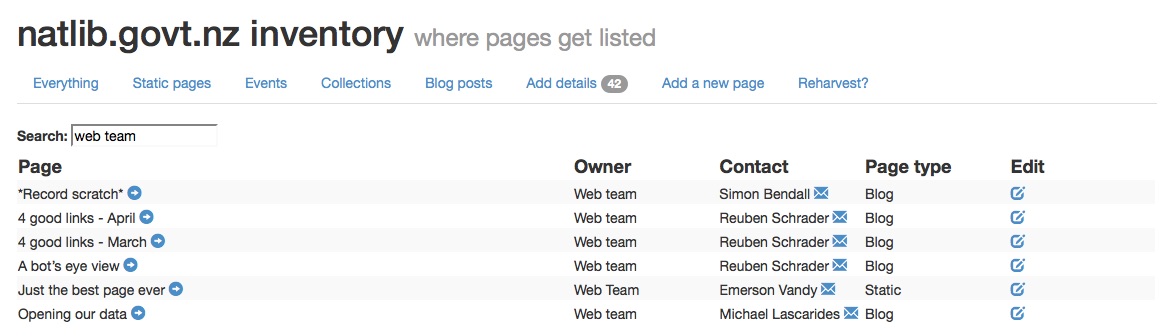 natlib.govt.nz inventory where pages get listed
Everything Static pages Events Collections Blog posts Add details 42 Add a new page Reharvest?
Search: web team
Page Owner Contact Page type Edit
*Record scratch* Web team Simon Bendall Blog
4 good links - April Web team Reuben Schrader Blog
4 good links - March Web team Reuben Schrader Blog
A bot's eye view Web team Reuben Schrader Blog
Just the best page ever Web Team Emerson Vandy Static
Opening our data Web team Michael Lascarides Blog